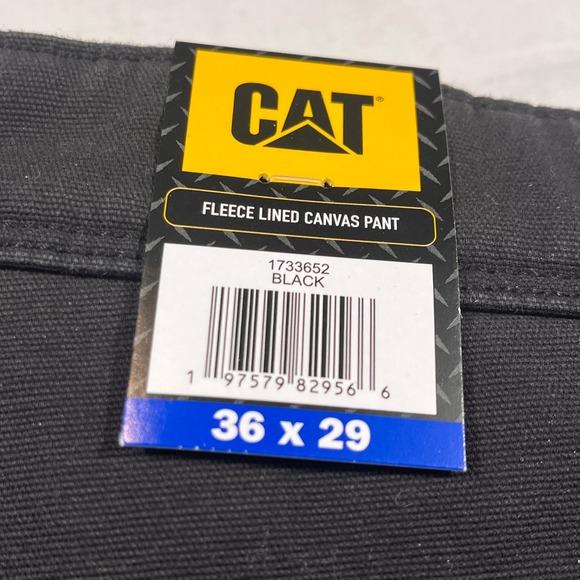 CAT®
FLEECE LINED CANVAS PANT
1733652
BLACK
1 97579 82956 6
36 x 29